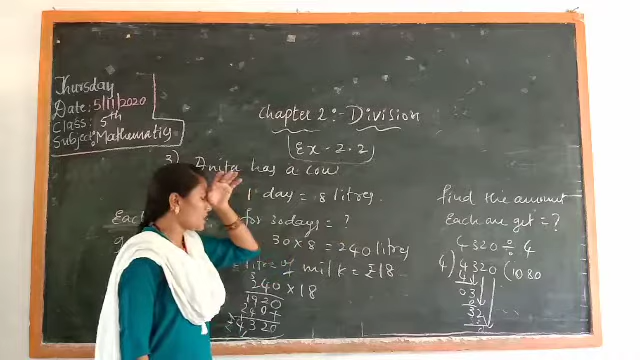 Thursday
Date: 5/11/2020
Class: 5th
Subject: Mathematics
Chapter 2:- Division
Ex-2.2
3) Anita has a cow
1 day = 8 litres.
for 30 days = ?
30 × 8 = 240 litres
litre of milk = ₹18
240 × 18
1920
240+
4320
find the amount
Each are get = ?
4320 ÷ 4
4) 4320 (1080
4
03
32